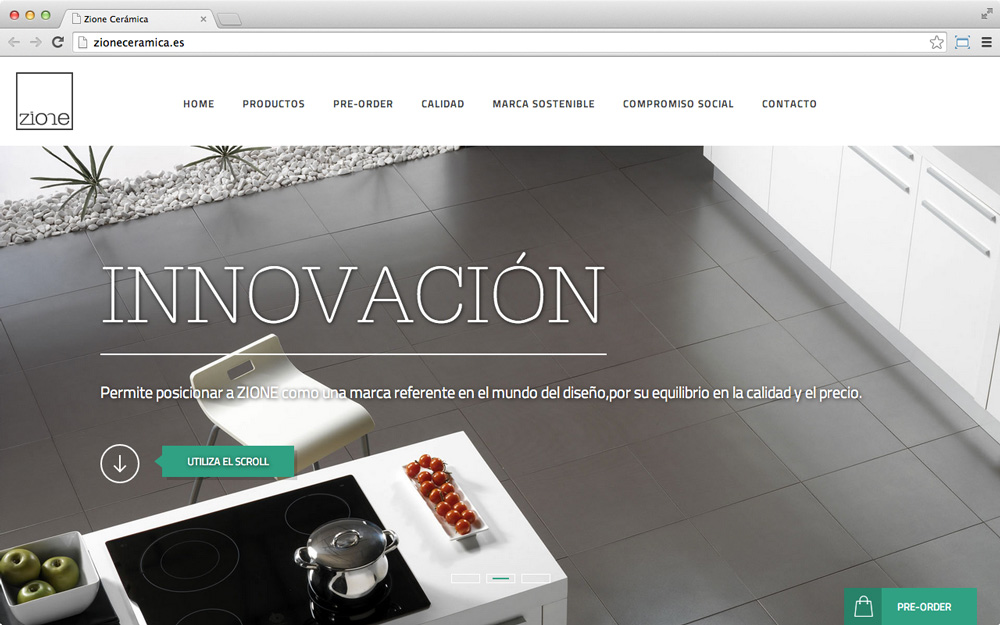 Zione Cerámica
zioneceramica.es
zione
HOME PRODUCTOS PRE-ORDER CALIDAD MARCA SOSTENIBLE COMPROMISO SOCIAL CONTACTO
INNOVACIÓN
Permite posicionar a ZIONE como una marca referente en el mundo del diseño,por su equilibrio en la calidad y el precio.
UTILIZA EL SCROLL
PRE-ORDER